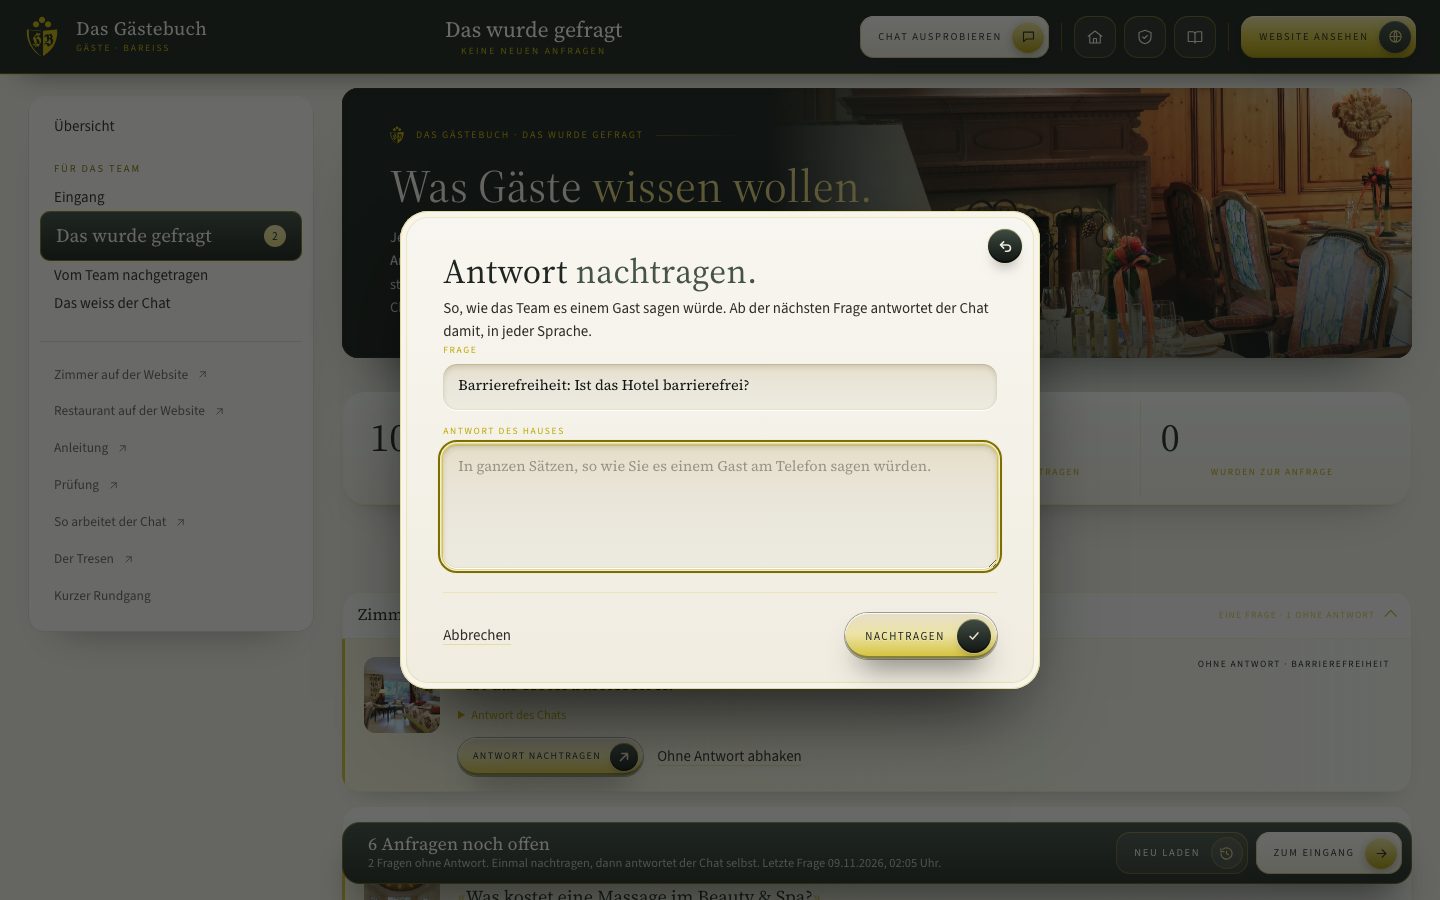 Das Gästebuch
GÄSTE · BAREISS
Das wurde gefragt
KEINE NEUEN ANFRAGEN
CHAT AUSPROBIEREN
WEBSITE ANSEHEN
Übersicht
FÜR DAS TEAM
Eingang
Das wurde gefragt 2
Vom Team nachgetragen
Das weiss der Chat
Zimmer auf der Website
Restaurant auf der Website
Anleitung
Prüfung
So arbeitet der Chat
Der Tresen
Kurzer Rundgang
DAS GÄSTEBUCH · DAS WURDE GEFRAGT
Was Gäste wissen wollen.
Antwort nachtragen.
So, wie das Team es einem Gast sagen würde. Ab der nächsten Frage antwortet der Chat
damit, in jeder Sprache.
FRAGE
Barrierefreiheit: Ist das Hotel barrierefrei?
ANTWORT DES HAUSES
In ganzen Sätzen, so wie Sie es einem Gast am Telefon sagen würden.
Abbrechen
NACHTRAGEN
0
WURDEN ZUR ANFRAGE
EINE FRAGE · 1 OHNE ANTWORT
OHNE ANTWORT · BARRIEREFREIHEIT
Antwort des Chats
ANTWORT NACHTRAGEN
Ohne Antwort abhaken
6 Anfragen noch offen
2 Fragen ohne Antwort. Einmal nachtragen, dann antwortet der Chat selbst. Letzte Frage 09.11.2026, 02:05 Uhr.
NEU LADEN
ZUM EINGANG
Was kostet eine Massage im Beauty & Spa?